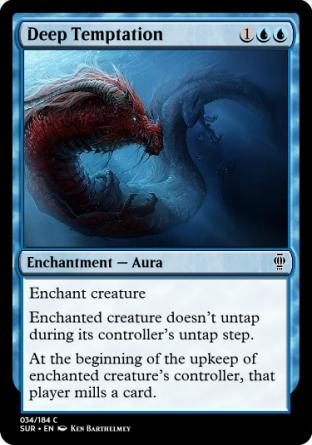 Deep Temptation 1
Enchantment — Aura
Enchant creature
Enchanted creature doesn't untap
during its controller's untap step.
At the beginning of the upkeep of
enchanted creature's controller, that
player mills a card.
034/184 C
SUR • EN Ken Barthelmey